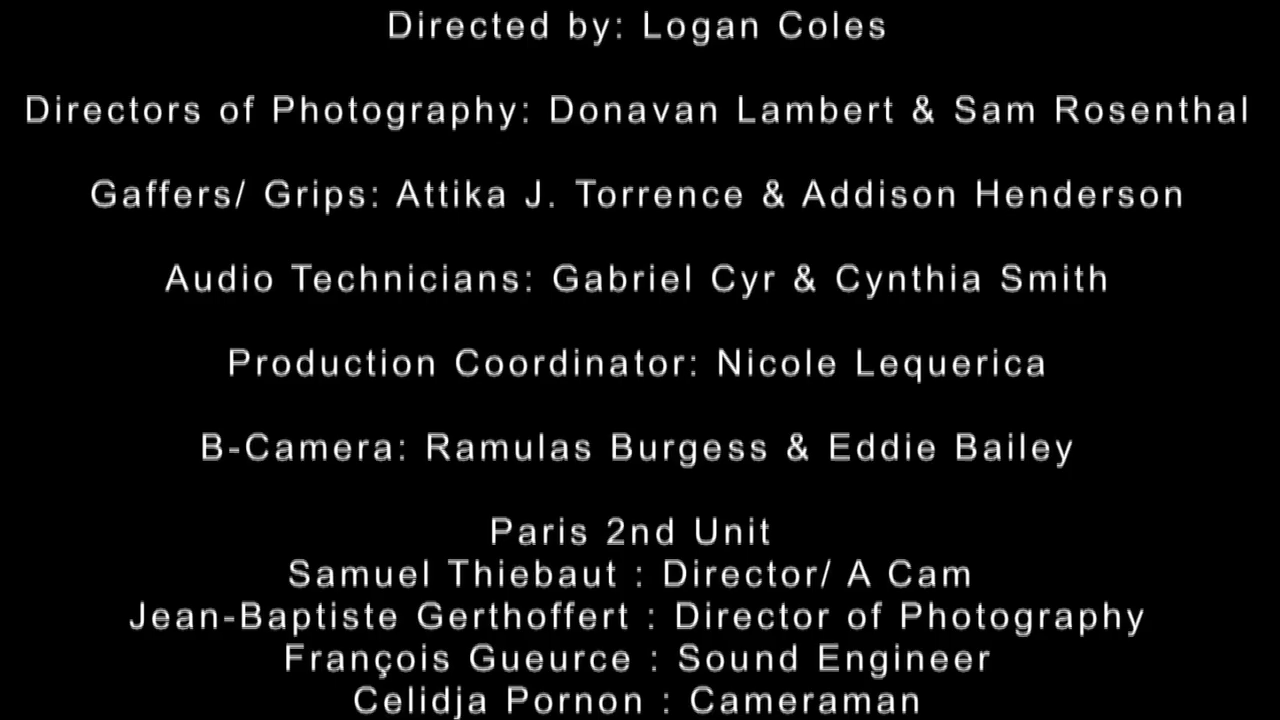 Directed by: Logan Coles
Directors of Photography: Donavan Lambert & Sam Rosenthal
Gaffers/ Grips: Attika J. Torrence & Addison Henderson
Audio Technicians: Gabriel Cyr & Cynthia Smith
Production Coordinator: Nicole Lequerica
B-Camera: Ramulas Burgess & Eddie Bailey
Paris 2nd Unit
Samuel Thiebaut : Director/ A Cam
Jean-Baptiste Gerthoffert : Director of Photography
François Gueurce : Sound Engineer
Celidja Pornon : Cameraman